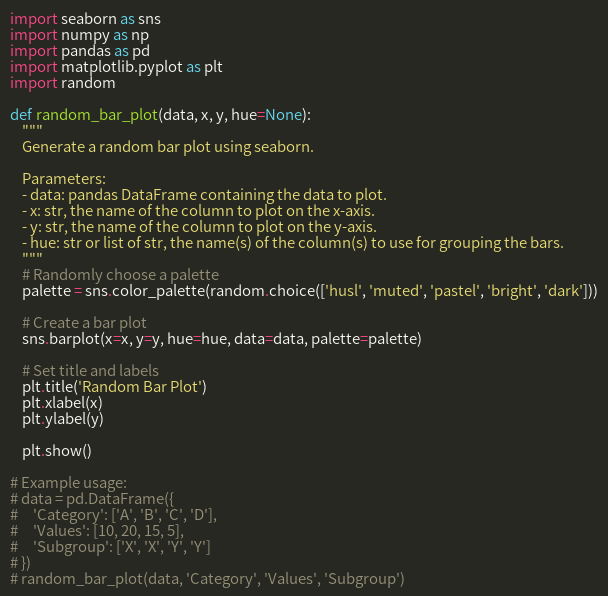 import seaborn as sns
import numpy as np
import pandas as pd
import matplotlib.pyplot as plt
import random

def random_bar_plot(data, x, y, hue=None):
    """
    Generate a random bar plot using seaborn.

    Parameters:
    - data: pandas DataFrame containing the data to plot.
    - x: str, the name of the column to plot on the x-axis.
    - y: str, the name of the column to plot on the y-axis.
    - hue: str or list of str, the name(s) of the column(s) to use for grouping the bars.
    """
    # Randomly choose a palette
    palette = sns.color_palette(random.choice(['husl', 'muted', 'pastel', 'bright', 'dark']))

    # Create a bar plot
    sns.barplot(x=x, y=y, hue=hue, data=data, palette=palette)

    # Set title and labels
    plt.title('Random Bar Plot')
    plt.xlabel(x)
    plt.ylabel(y)

    plt.show()

# Example usage:
# data = pd.DataFrame({
#     'Category': ['A', 'B', 'C', 'D'],
#     'Values': [10, 20, 15, 5],
#     'Subgroup': ['X', 'X', 'Y', 'Y']
# })
# random_bar_plot(data, 'Category', 'Values', 'Subgroup')